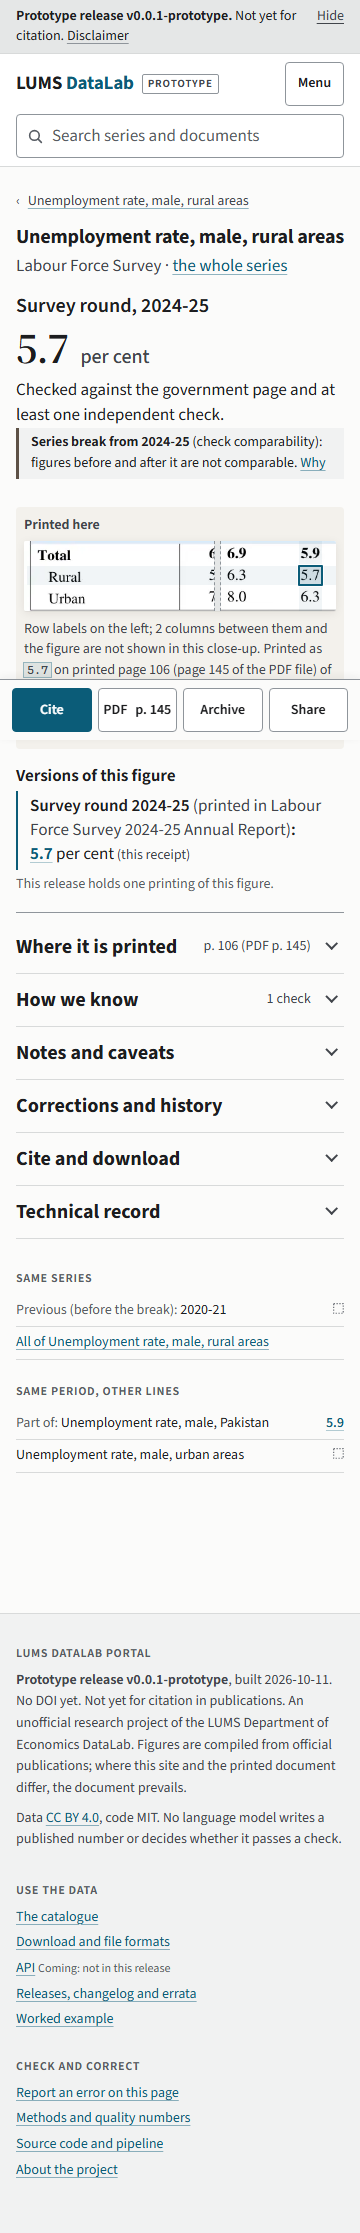 Prototype release v0.0.1-prototype. Not yet for Hide
citation. Disclaimer
LUMS DataLab PROTOTYPE Menu
Search series and documents
‹ Unemployment rate, male, rural areas
Unemployment rate, male, rural areas
Labour Force Survey · the whole series
Survey round, 2024-25
5.7 per cent
Checked against the government page and at
least one independent check.
Series break from 2024-25 (check comparability):
figures before and after it are not comparable. Why
Printed here
Total 6.9 5.9
Rural 6.3 5.7
Urban 8.0 6.3
Row labels on the left; 2 columns between them and
the figure are not shown in this close-up. Printed as
5.7 on printed page 106 (page 145 of the PDF file) of
Cite PDF p. 145 Archive Share
Versions of this figure
Survey round 2024-25 (printed in Labour
Force Survey 2024-25 Annual Report):
5.7 per cent (this receipt)
This release holds one printing of this figure.
Where it is printed p. 106 (PDF p. 145)
How we know 1 check
Notes and caveats
Corrections and history
Cite and download
Technical record
SAME SERIES
Previous (before the break): 2020-21
All of Unemployment rate, male, rural areas
SAME PERIOD, OTHER LINES
Part of: Unemployment rate, male, Pakistan 5.9
Unemployment rate, male, urban areas
LUMS DATALAB PORTAL
Prototype release v0.0.1-prototype, built 2026-10-11.
No DOI yet. Not yet for citation in publications. An
unofficial research project of the LUMS Department of
Economics DataLab. Figures are compiled from official
publications; where this site and the printed document
differ, the document prevails.
Data CC BY 4.0, code MIT. No language model writes a
published number or decides whether it passes a check.
USE THE DATA
The catalogue
Download and file formats
API Coming: not in this release
Releases, changelog and errata
Worked example
CHECK AND CORRECT
Report an error on this page
Methods and quality numbers
Source code and pipeline
About the project